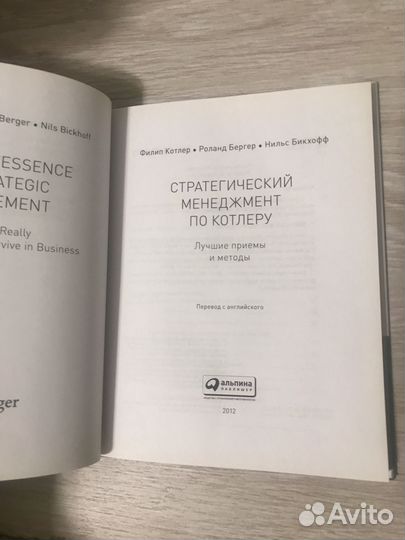 Berger • Nils Bickhoff
ESSENCE
ATEGIC
EMENT
Really
rvive in Business
ger
Филип Котлер • Роланд Бергер • Нильс Бикхофф
СТРАТЕГИЧЕСКИЙ
МЕНЕДЖМЕНТ
ПО КОТЛЕРУ
Лучшие приемы
и методы
Перевод с английского
альпина
ПАБЛИШЕР
2012
Avito